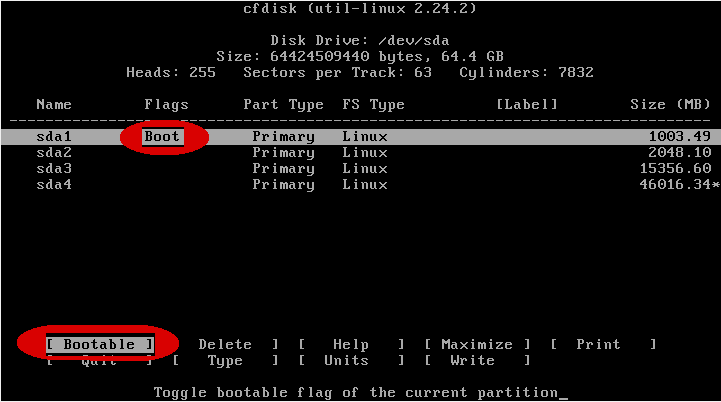 cfdisk (util-linux 2.24.2)
Disk Drive: /dev/sda
Size: 64424509440 bytes, 64.4 GB
Heads: 255   Sectors per Track: 63   Cylinders: 7832
Name        Flags      Part Type  FS Type          [Label]        Size (MB)
sda1        Boot        Primary   Linux                             1003.49
sda2                    Primary   Linux                             2048.10
sda3                    Primary   Linux                            15356.60
sda4                    Primary   Linux                            46016.34*
[ Bootable ]  [ Delete  ]  [  Help   ]  [ Maximize ]  [  Print   ]
[   Quit   ]  [  Type   ]  [  Units  ]  [  Write   ]
Toggle bootable flag of the current partition_